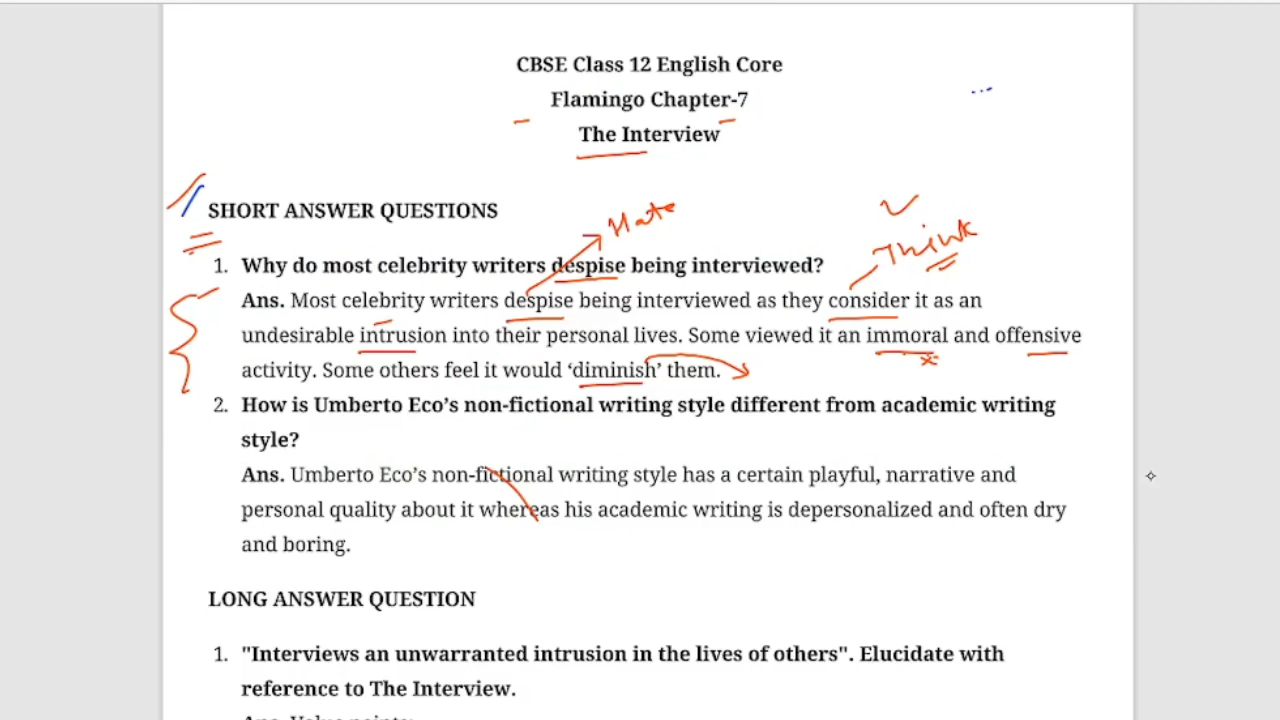 CBSE Class 12 English Core
Flamingo Chapter-7
The Interview
SHORT ANSWER QUESTIONS
Hate
Think
1. Why do most celebrity writers despise being interviewed?
Ans. Most celebrity writers despise being interviewed as they consider it as an
undesirable intrusion into their personal lives. Some viewed it an immoral and offensive
activity. Some others feel it would ‘diminish’ them.
2. How is Umberto Eco’s non-fictional writing style different from academic writing
style?
Ans. Umberto Eco’s non-fictional writing style has a certain playful, narrative and
personal quality about it whereas his academic writing is depersonalized and often dry
and boring.
LONG ANSWER QUESTION
1. "Interviews an unwarranted intrusion in the lives of others". Elucidate with
reference to The Interview.
Ans. Value points: